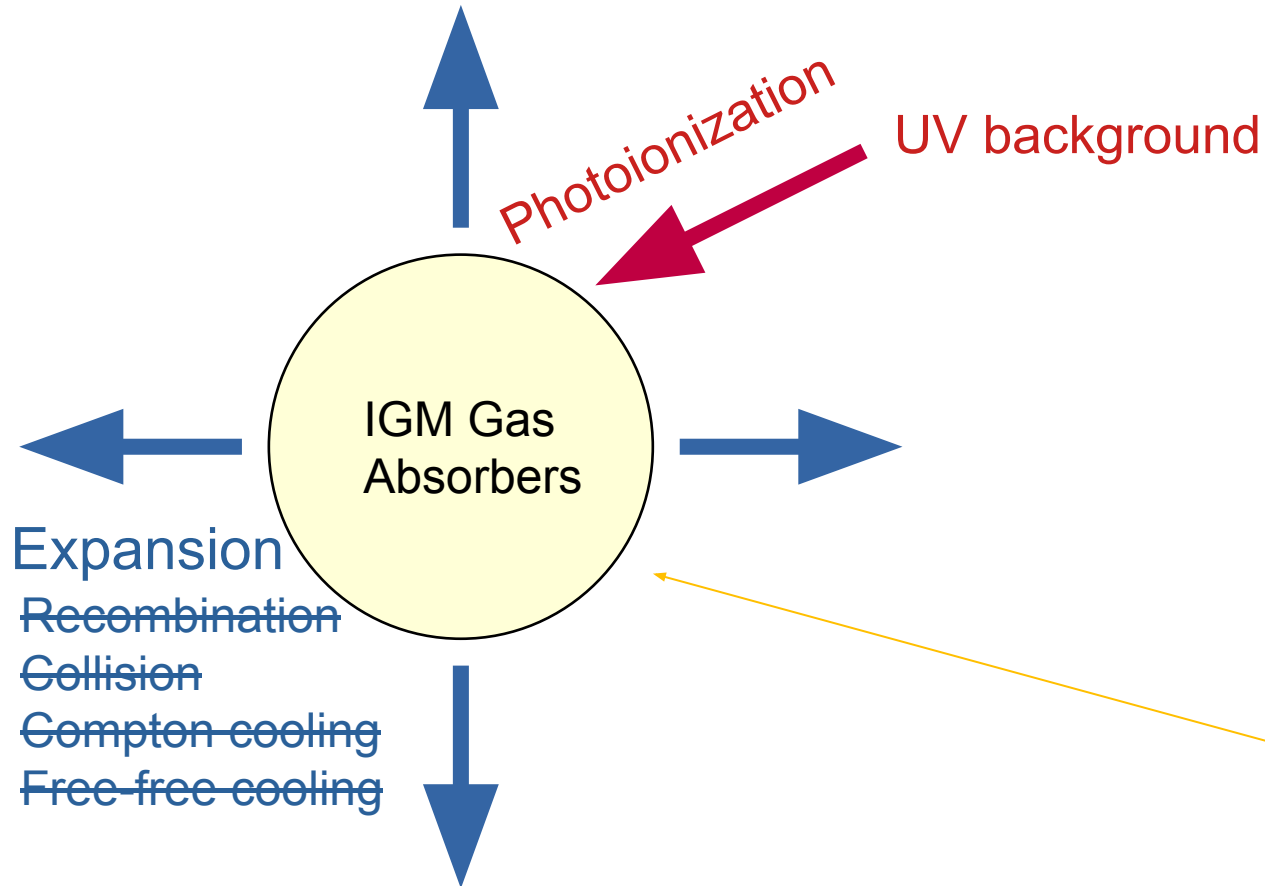 Photoionization
UV background
IGM Gas
Absorbers
Expansion
Recombination
Collision
Compton cooling
Free-free cooling